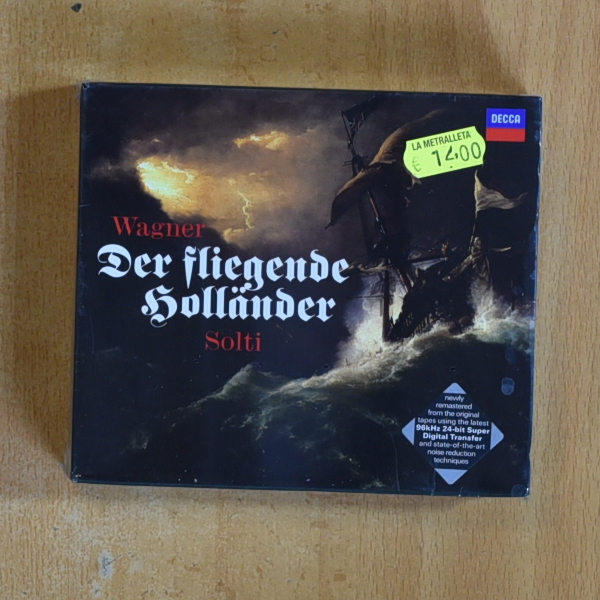 DECCA
LA METRALLETA
€ 14.00
Wagner
Der fliegende
Holländer
Solti
newly
remastered
from the original
tapes using the latest
96kHz 24-bit Super
Digital Transfer
and state-of-the-art
noise reduction
techniques